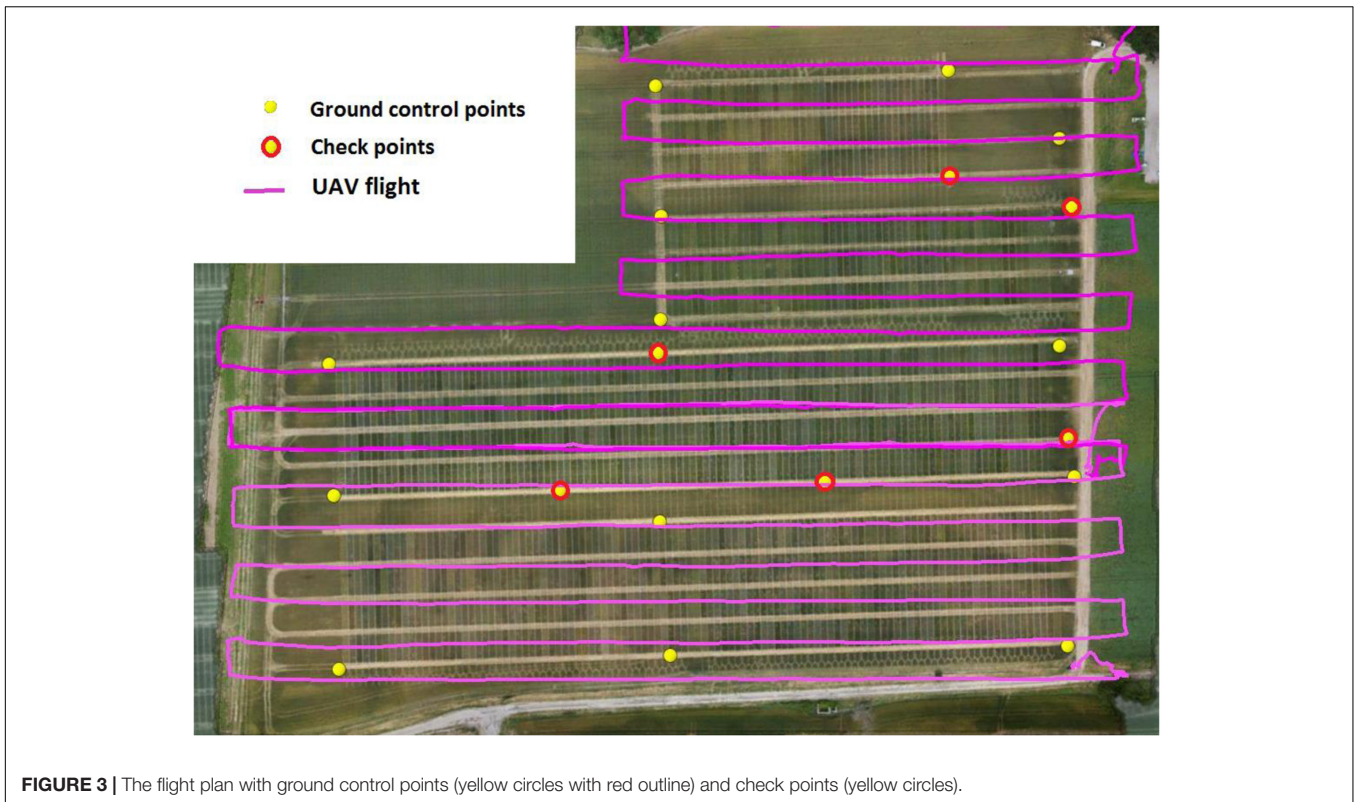 Ground control points
Check points
UAV flight
FIGURE 3 | The flight plan with ground control points (yellow circles with red outline) and check points (yellow circles).